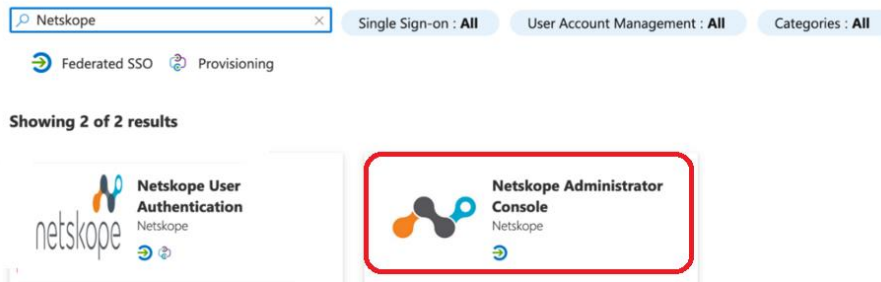 Netskope
Single Sign-on : All
User Account Management : All
Categories : All
Federated SSO
Provisioning
Showing 2 of 2 results
netskope
Netskope User
Authentication
Netskope
Netskope Administrator
Console
Netskope